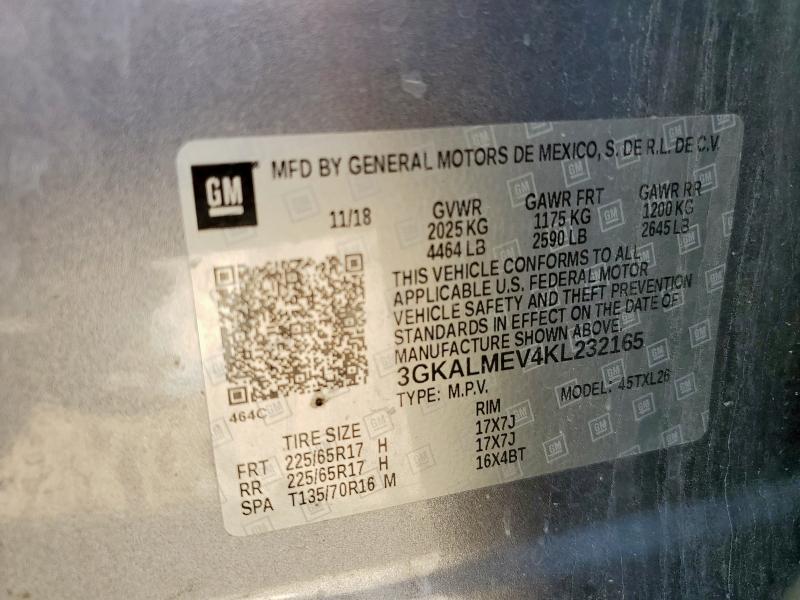 GM MFD BY GENERAL MOTORS DE MEXICO, S. DE R.L. DE C.V.
11/18 GVWR GAWR FRT GAWR RR
2025 KG 1175 KG 1200 KG
4464 LB 2590 LB 2645 LB
THIS VEHICLE CONFORMS TO ALL
APPLICABLE U.S. FEDERAL MOTOR
VEHICLE SAFETY AND THEFT PREVENTION
STANDARDS IN EFFECT ON THE DATE OF
MANUFACTURE SHOWN ABOVE.
3GKALMEV4KL232165
TYPE: M.P.V. MODEL: 45TXL26
464C
TIRE SIZE RIM
FRT 225/65R17 H 17X7J
RR 225/65R17 H 17X7J
SPA T135/70R16 M 16X4BT